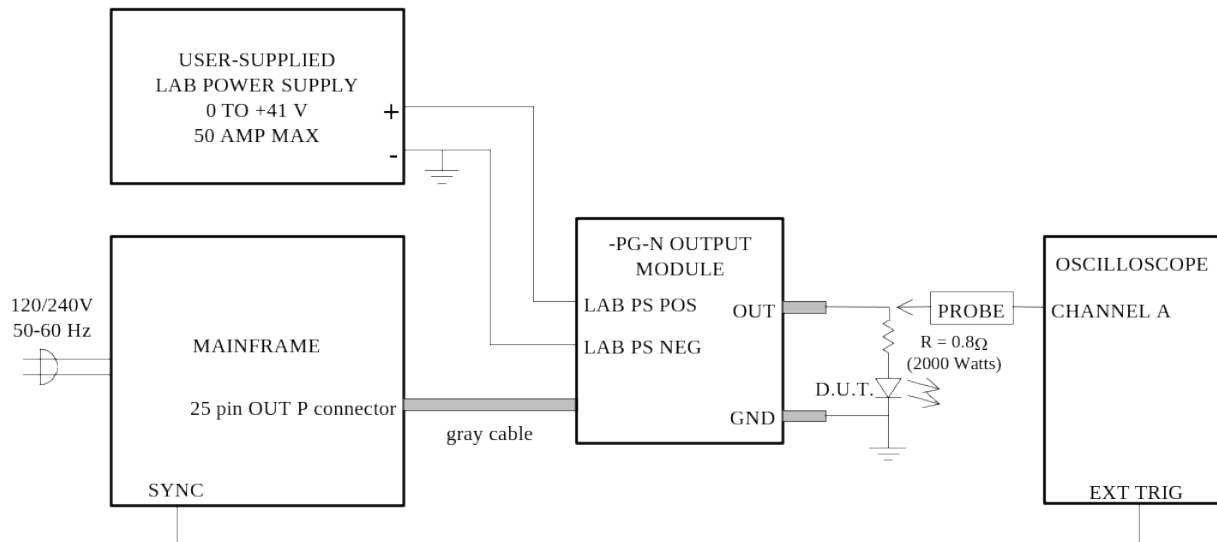 USER-SUPPLIED
LAB POWER SUPPLY
0 TO +41 V
50 AMP MAX
+
-
120/240V
50-60 Hz
MAINFRAME
25 pin OUT P connector
SYNC
gray cable
-PG-N OUTPUT
MODULE
LAB PS POS
LAB PS NEG
OUT
GND
PROBE
R = 0.8Ω
(2000 Watts)
D.U.T.
OSCILLOSCOPE
CHANNEL A
EXT TRIG